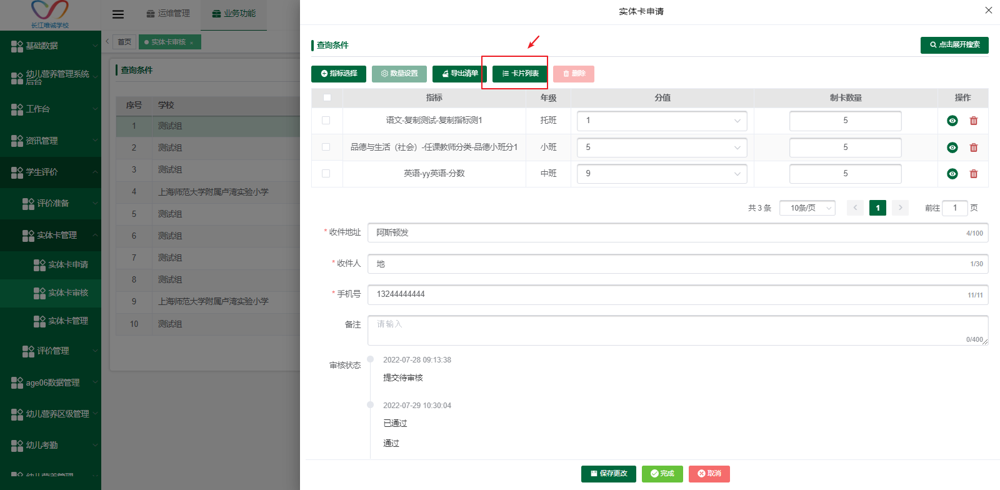 长江唯诚学校
运维管理
业务功能
首页
实体卡审核 ×
基础数据
幼儿营养管理系统后台
工作台
资讯管理
学生评价
评价准备
实体卡管理
实体卡申请
实体卡审核
实体卡管理
评价管理
age06数据管理
幼儿营养区级管理
幼儿考勤
幼儿营养管理
查询条件
序号 学校
1 测试组
2 测试组
3 测试组
4 上海师范大学附属卢湾实验小学
5 测试组
6 测试组
7 测试组
8 测试组
9 上海师范大学附属卢湾实验小学
10 测试组
实体卡申请
查询条件
点击展开搜索
指标选择 数量设置 导出清单 卡片列表 删除
指标 年级 分值 制卡数量 操作
语文-复制测试-复制指标测1 托班 1 5
品德与生活（社会）-任课教师分类-品德小班分1 小班 5 5
英语-yy英语-分数 中班 9 5
共 3 条 10条/页 1 前往 1 页
* 收件地址 阿斯顿发 4/100
* 收件人 地 1/30
* 手机号 13244444444 11/11
备注 请输入 0/400
审核状态
2022-07-28 09:13:38
提交待审核
2022-07-29 10:30:04
已通过
通过
保存更改 完成 取消